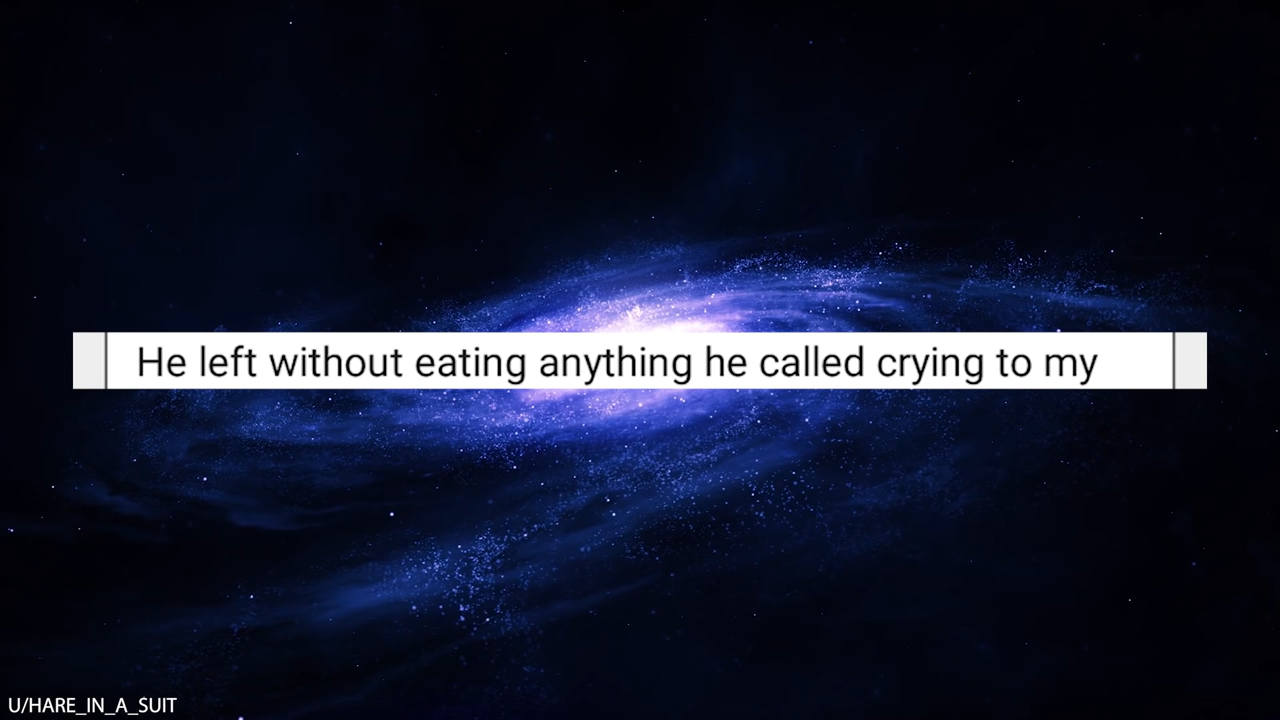 He left without eating anything he called crying to my
U/HARE_IN_A_SUIT